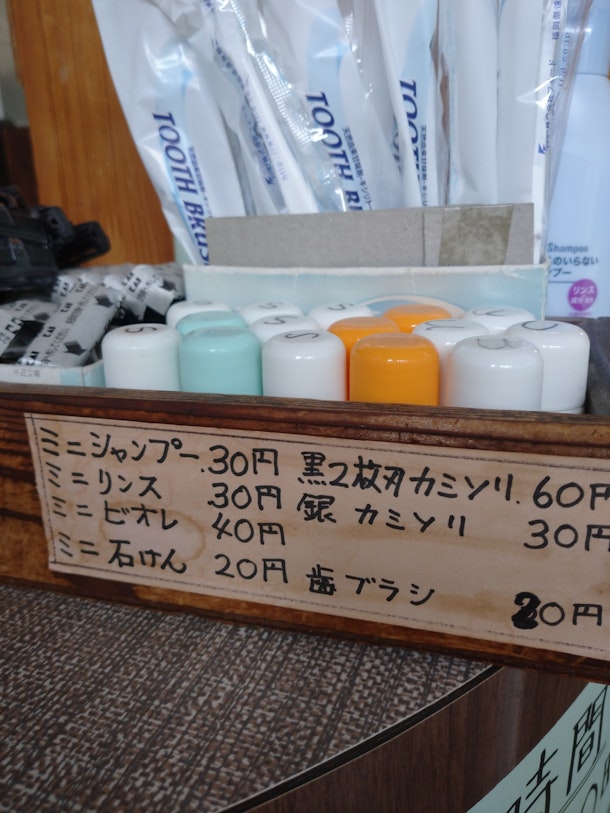 TOOTH BRUS
TOOTH BRU
TOOTH B
TOO
Shampoo
のいらない
プー
リンス
S
S
S
S
S
C
C
ミニシャンプー.30円 黒2枚刃カミソリ.60円
ミニリンス 30円 銀 カミソリ 30円
ミニビオレ 40円
ミニ石けん 20円 歯ブラシ 20円
時間